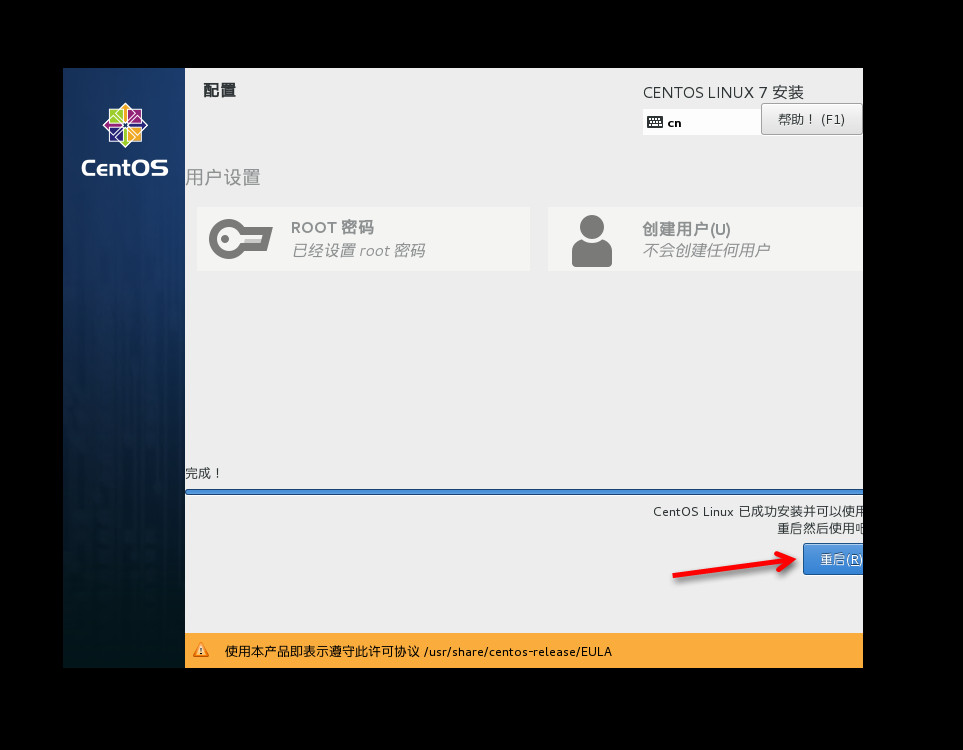 配置
CENTOS LINUX 7 安装
cn
帮助！ (F1)
CentOS
用户设置
ROOT 密码
已经设置 root 密码
创建用户(U)
不会创建任何用户
完成！
CentOS Linux 已成功安装并可以使用
重启然后使用吧
重启(R)
使用本产品即表示遵守此许可协议 /usr/share/centos-release/EULA